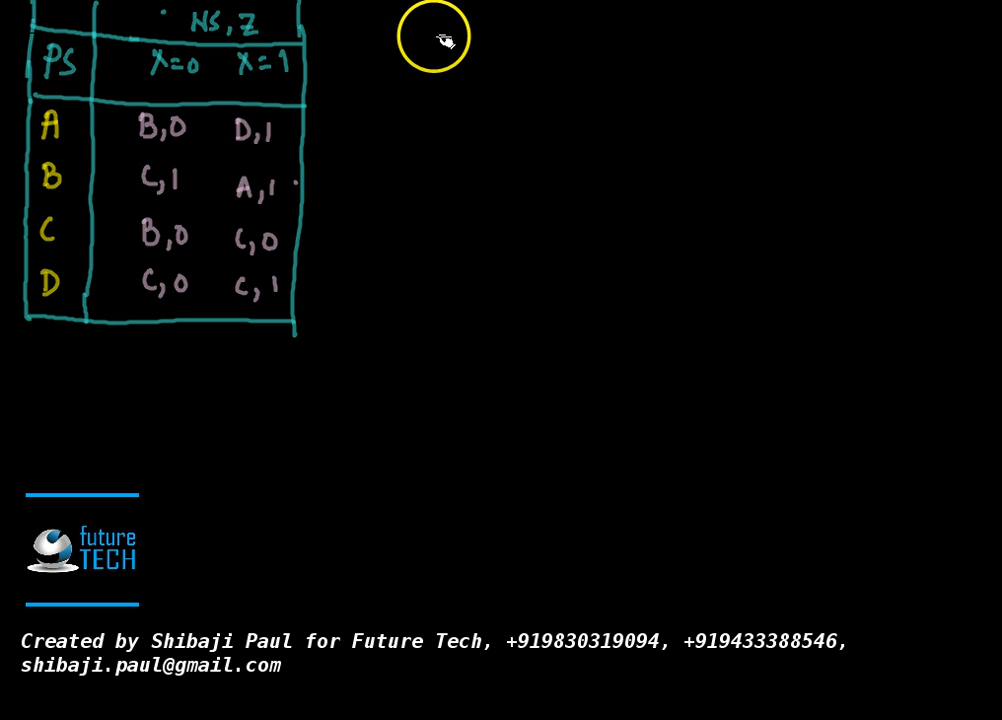 NS, Z
PS X=0 X=1
A B,0 D,1
B C,1 A,1
C B,0 C,0
D C,0 C,1
future
TECH
Created by Shibaji Paul for Future Tech, +919830319094, +919433388546,
shibaji.paul@gmail.com